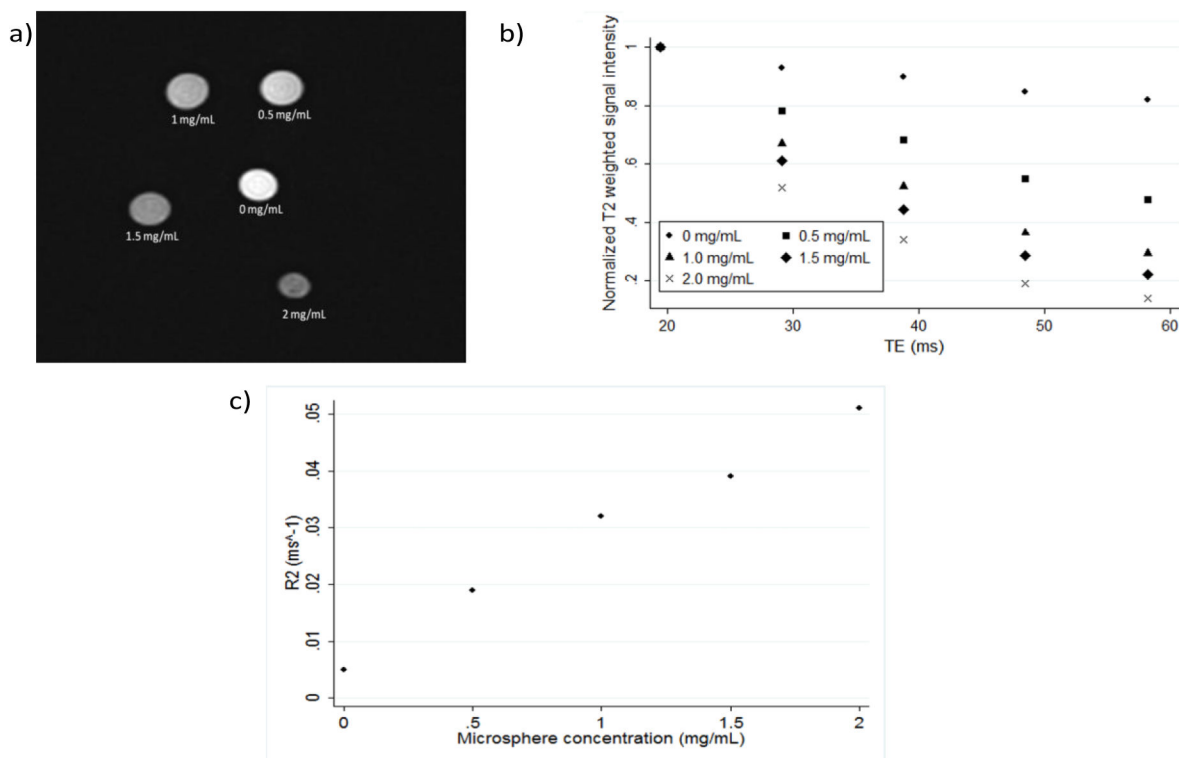 a)
1 mg/mL
0.5 mg/mL
0 mg/mL
1.5 mg/mL
2 mg/mL
b)
Normalized T2 weighted signal intensity
1
.8
.6
.4
.2
0 mg/mL 0.5 mg/mL
1.0 mg/mL 1.5 mg/mL
2.0 mg/mL
20 30 40 50 60
TE (ms)
c)
R2 (ms^-1)
.05
.04
.03
.02
.01
0
0 .5 1 1.5 2
Microsphere concentration (mg/mL)